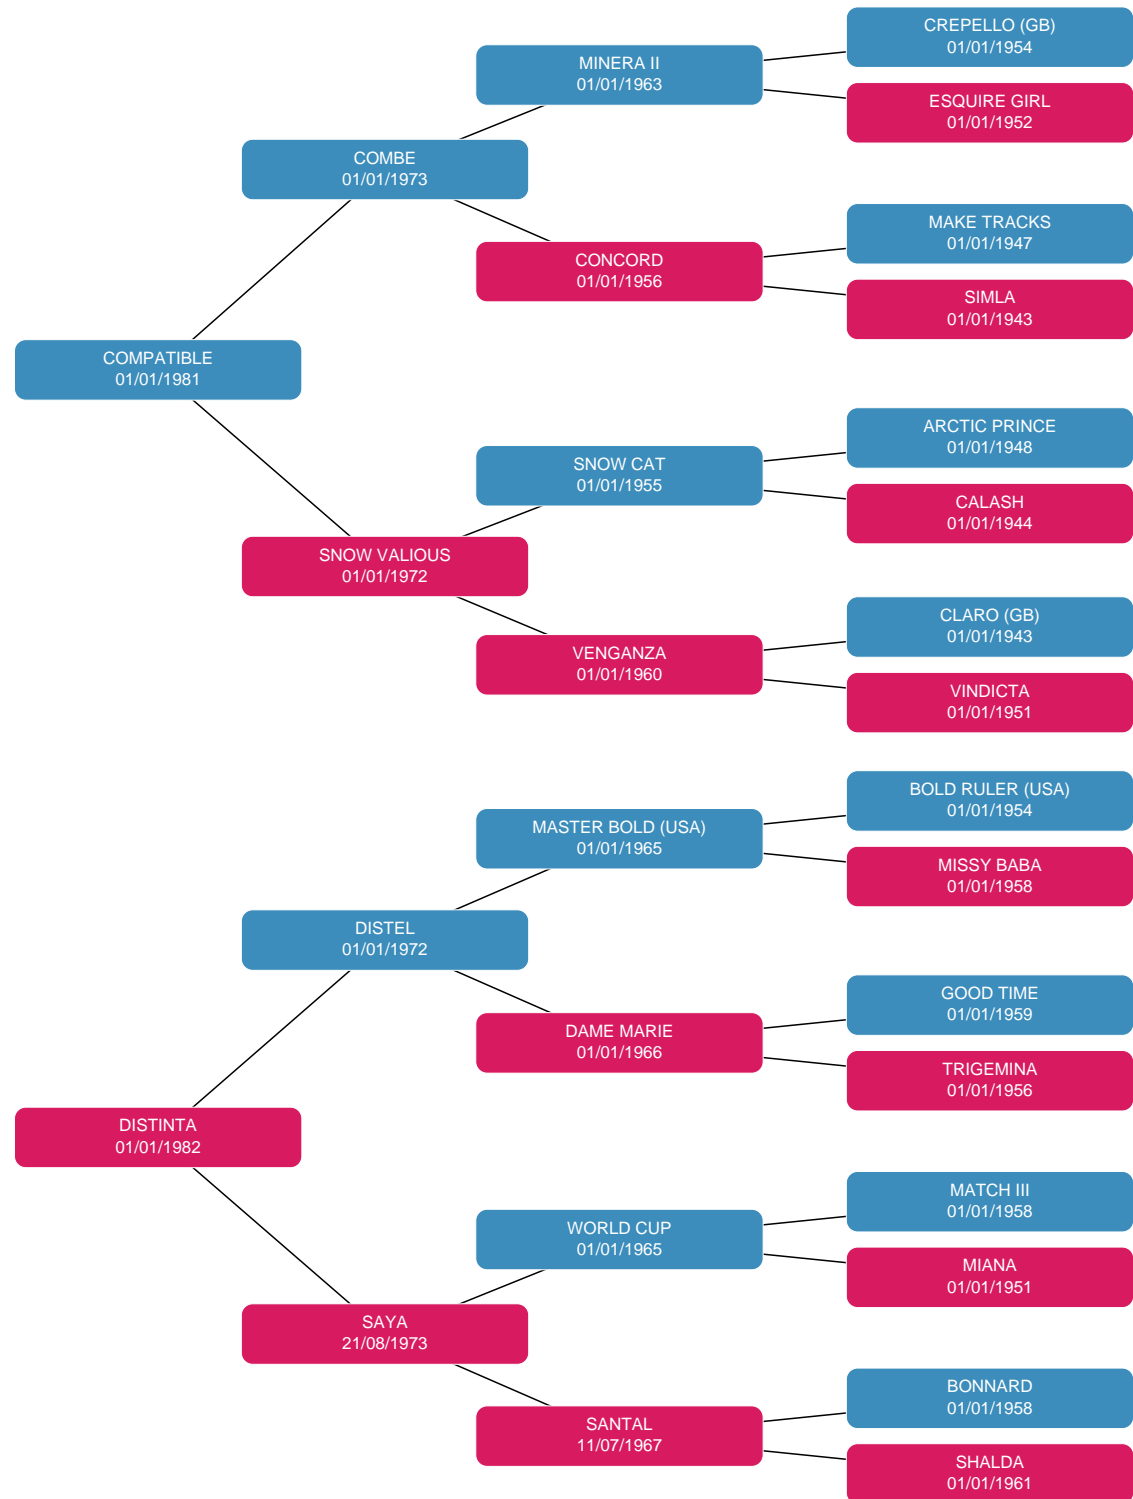 CREPELLO (GB)
01/01/1954
MINERA II
01/01/1963
ESQUIRE GIRL
01/01/1952
COMBE
01/01/1973
MAKE TRACKS
01/01/1947
CONCORD
01/01/1956
SIMLA
01/01/1943
COMPATIBLE
01/01/1981
ARCTIC PRINCE
01/01/1948
SNOW CAT
01/01/1955
CALASH
01/01/1944
SNOW VALIOUS
01/01/1972
CLARO (GB)
01/01/1943
VENGANZA
01/01/1960
VINDICTA
01/01/1951
BOLD RULER (USA)
01/01/1954
MASTER BOLD (USA)
01/01/1965
MISSY BABA
01/01/1958
DISTEL
01/01/1972
GOOD TIME
01/01/1959
DAME MARIE
01/01/1966
TRIGEMINA
01/01/1956
DISTINTA
01/01/1982
MATCH III
01/01/1958
WORLD CUP
01/01/1965
MIANA
01/01/1951
SAYA
21/08/1973
BONNARD
01/01/1958
SANTAL
11/07/1967
SHALDA
01/01/1961